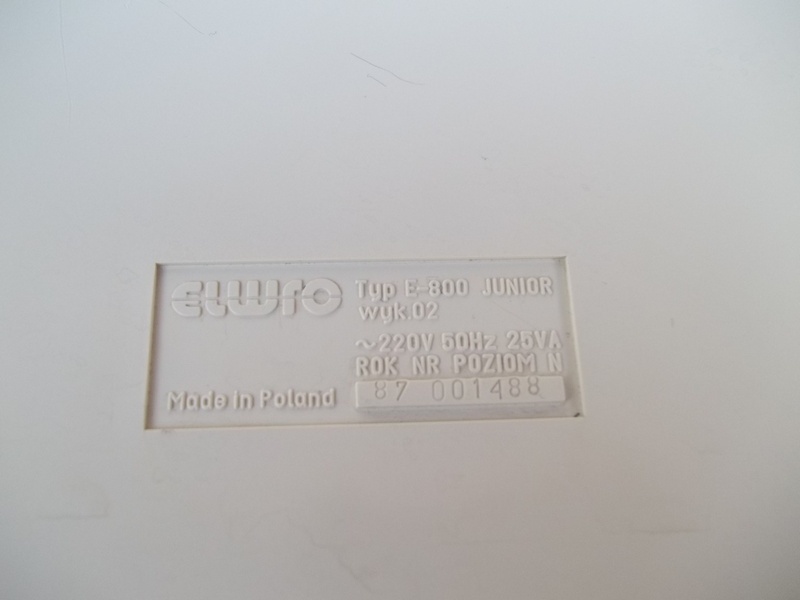 elwro Typ E-800 JUNIOR
wyk.02
~220V 50Hz 25VA
ROK NR POZIOM N
Made in Poland 87 001488